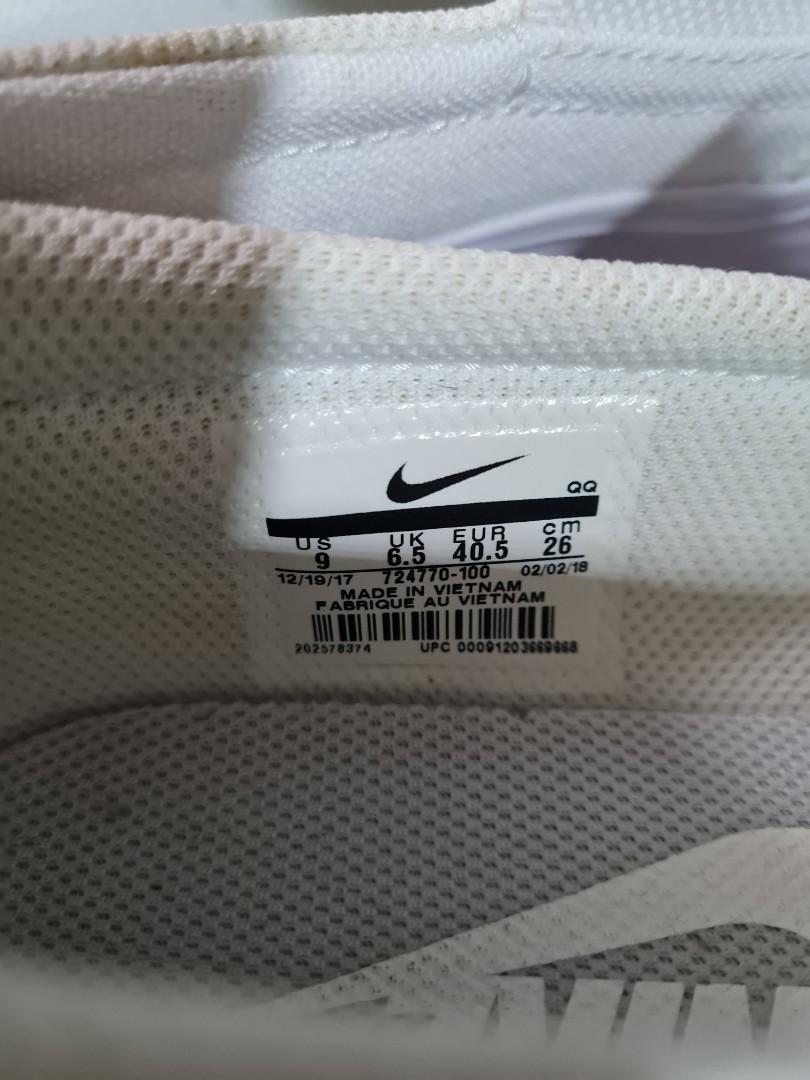 QQ
US UK EUR cm
9 6.5 40.5 26
12/19/17 724770-100 02/02/18
MADE IN VIETNAM
FABRIQUE AU VIETNAM
202578374 UPC 00091203669668